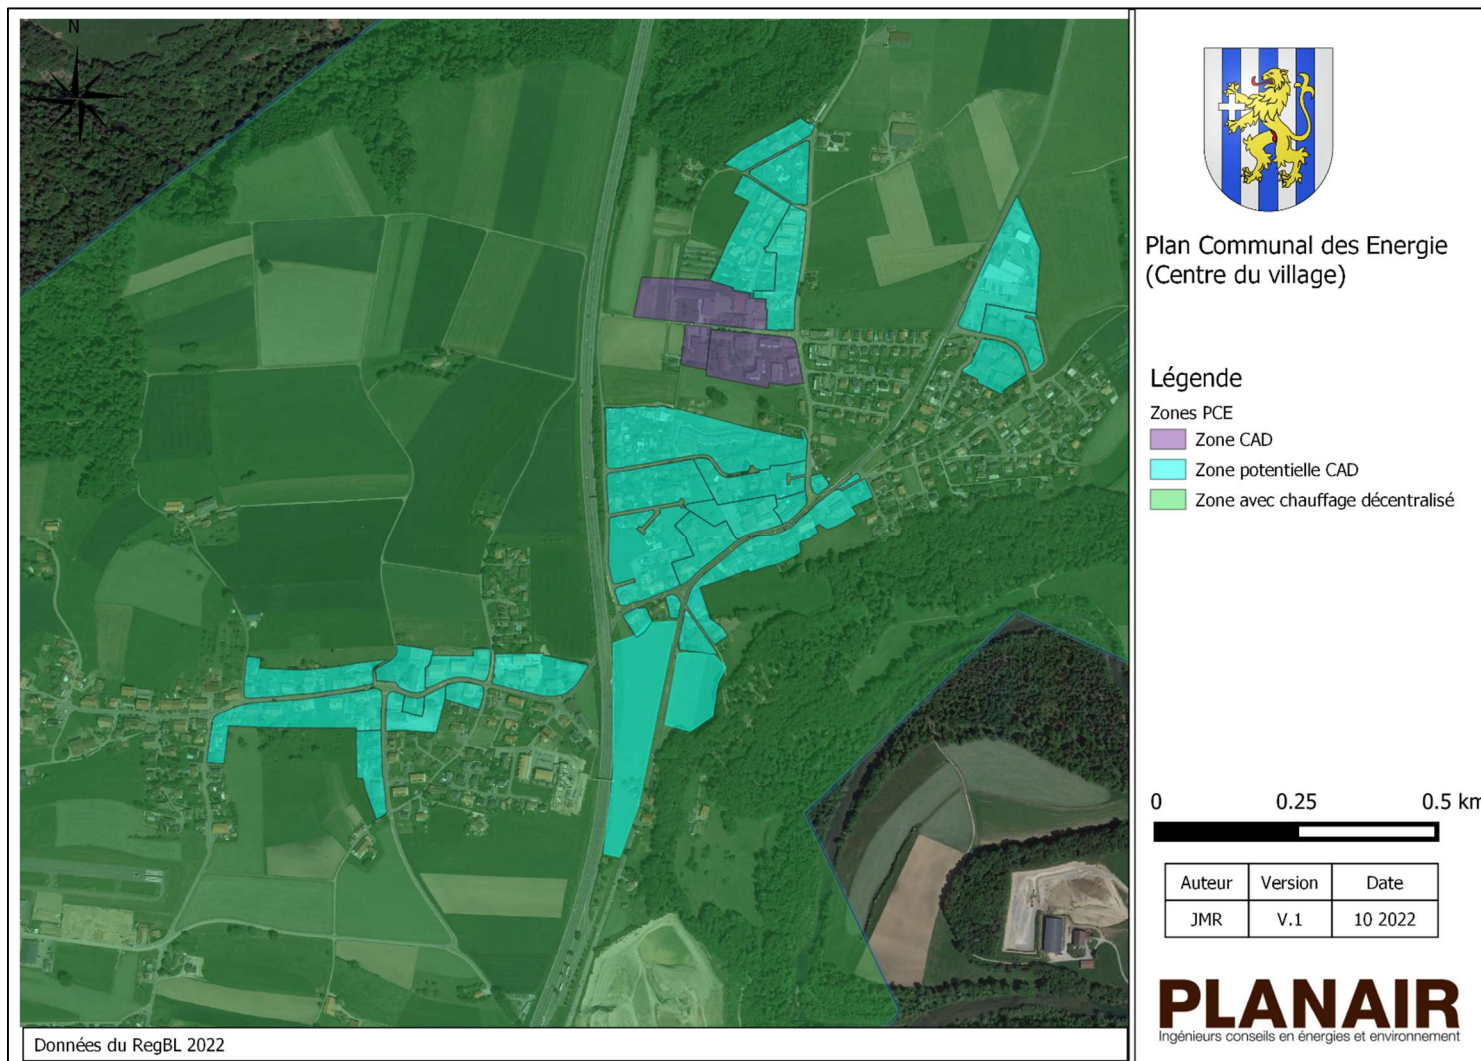 N
Plan Communal des Energie
(Centre du village)
Légende
Zones PCE
Zone CAD
Zone potentielle CAD
Zone avec chauffage décentralisé
0 0.25 0.5 km
Auteur Version Date
JMR V.1 10 2022
PLANAIR
Ingénieurs conseils en énergies et environnement
Données du RegBL 2022